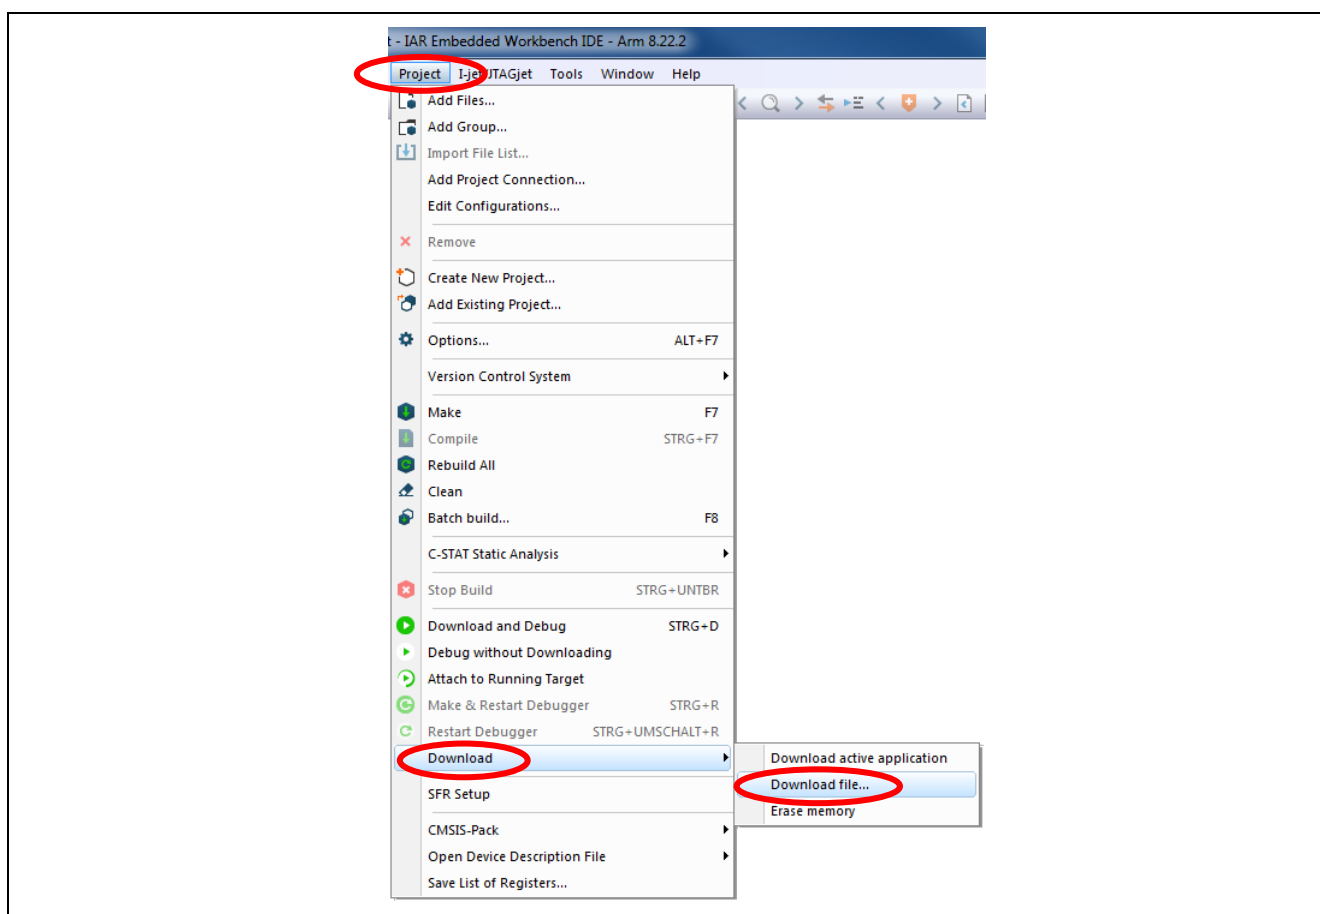 t - IAR Embedded Workbench IDE - Arm 8.22.2
Project I-jet/JTAGjet Tools Window Help
Add Files...
Add Group...
Import File List...
Add Project Connection...
Edit Configurations...
Remove
Create New Project...
Add Existing Project...
Options... ALT+F7
Version Control System
Make F7
Compile STRG+F7
Rebuild All
Clean
Batch build... F8
C-STAT Static Analysis
Stop Build STRG+UNTBR
Download and Debug STRG+D
Debug without Downloading
Attach to Running Target
Make & Restart Debugger STRG+R
Restart Debugger STRG+UMSCHALT+R
Download
Download active application
Download file...
Erase memory
SFR Setup
CMSIS-Pack
Open Device Description File
Save List of Registers...